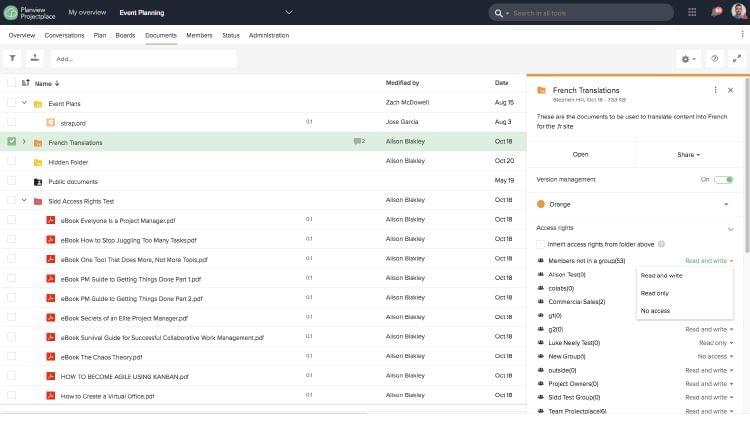 Planview
Projectplace
My overview
Event Planning
Search in all tools
Overview Conversations Plan Boards Documents Members Status Administration
Add...
Name Modified by Date
Event Plans Zach McDowell Aug 15
strap.ord 0.1 Jose Garcia Aug 3
French Translations 2 Alison Blakley Oct 18
Hidden Folder Alison Blakley Oct 20
Public documents May 19
Sidd Access Rights Test Alison Blakley Oct 18
eBook Everyone Is a Project Manager.pdf 0.1 Alison Blakley Oct 18
eBook How to Stop Juggling Too Many Tasks.pdf 0.1 Alison Blakley Oct 18
eBook One Tool That Does More, Not More Tools.pdf 0.1 Alison Blakley Oct 18
eBook PM Guide to Getting Things Done Part 1.pdf 0.1 Alison Blakley Oct 18
eBook PM Guide to Getting Things Done Part 2.pdf 0.1 Alison Blakley Oct 18
eBook Secrets of an Elite Project Manager.pdf 0.1 Alison Blakley Oct 18
eBook Survival Guide for Successful Collaborative Work Management.pdf 0.1 Alison Blakley Oct 18
eBook The Chaos Theory.pdf 0.1 Alison Blakley Oct 18
HOW TO BECOME AGILE USING KANBAN.pdf 0.1 Alison Blakley Oct 18
How to Create a Virtual Office.pdf 0.1 Alison Blakley Oct 18
French Translations
Stephen Hill, Oct 18 - 733 KB
These are the documents to be used to translate content into French
for the .fr site
Open Share
Version management On
Orange
Access rights
Inherit access rights from folder above
Members not in a group(53) Read and write
Alison Test(0) Read and write
colabs(0) Read only
Commercial Sales(2) No access
g1(0)
g2(0) Read and write
Luke Neely Test(0) Read only
New Group(1) No access
outside(0) Read and write
Project Owners(0) Read and write
Sidd Test Group(0) Read and write
Team Projectplace(6) Read and write